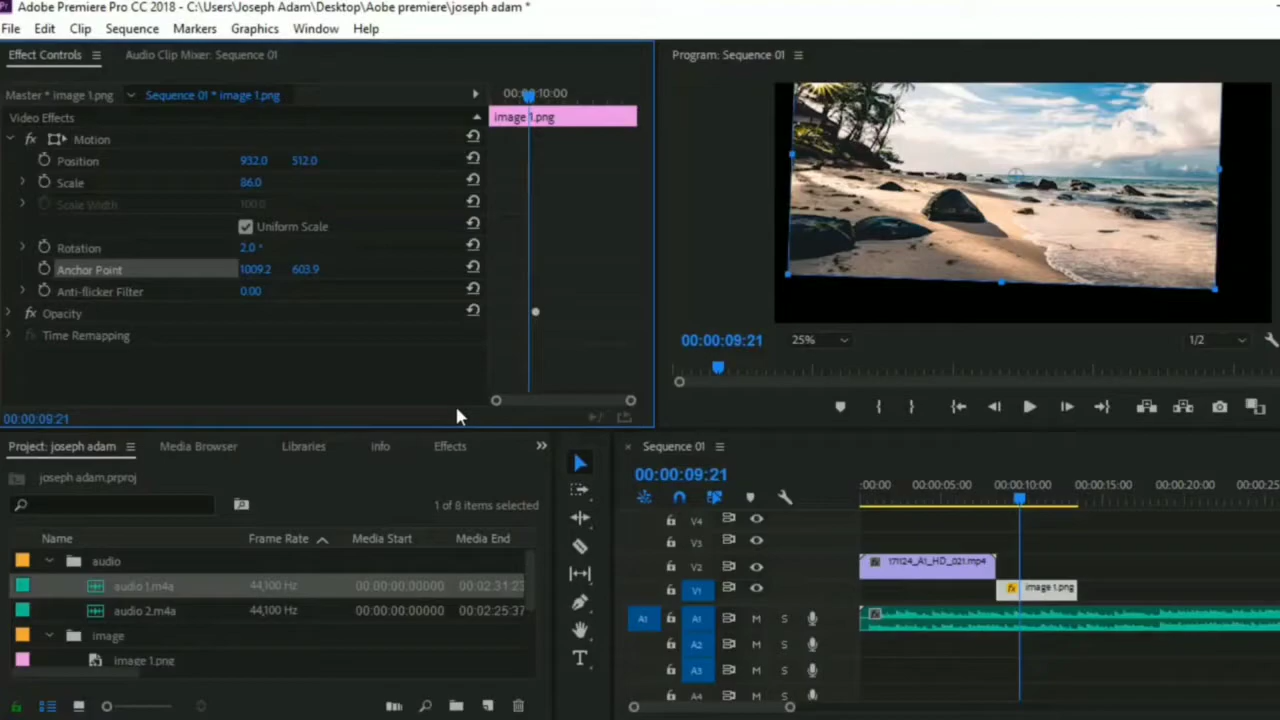 Pr Adobe Premiere Pro CC 2018 - C:\Users\Joseph Adam\Desktop\Aobe premiere\joseph adam *
File Edit Clip Sequence Markers Graphics Window Help
Effect Controls Audio Clip Mixer: Sequence 01
Master * image 1.png Sequence 01 * image 1.png 00:00:10:00
Video Effects image 1.png
fx Motion
Position 932.0 512.0
Scale 86.0
Scale Width 100.0
Uniform Scale
Rotation 2.0 °
Anchor Point 1009.2 603.9
Anti-flicker Filter 0.00
fx Opacity
fx Time Remapping
00:00:09:21
Program: Sequence 01
00:00:09:21 25% 1/2
Project: joseph adam Media Browser Libraries Info Effects
joseph adam.prproj
1 of 8 items selected
Name Frame Rate Media Start Media End
audio
audio 1.m4a 44,100 Hz 00:00:00:00000 00:02:31:23
audio 2.m4a 44,100 Hz 00:00:00:00000 00:02:25:37
image
image 1.png
T
× Sequence 01
00:00:09:21
:00:00 00:00:05:00 00:00:10:00 00:00:15:00 00:00:20:00 00:00:25
V4
V3
V2 171124_A1_HD_021.mp4
V1 fx image 1.png
A1 A1 M S
A2 M S
A3 M S
A4 M S